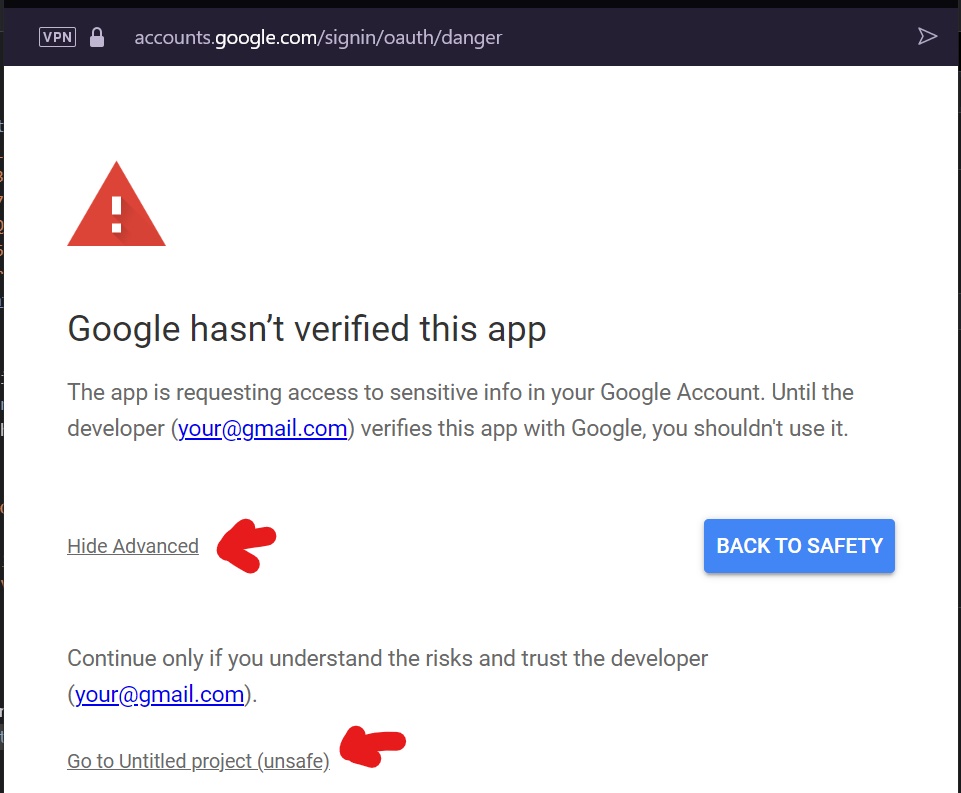 VPN accounts.google.com/signin/oauth/danger
Google hasn’t verified this app
The app is requesting access to sensitive info in your Google Account. Until the
developer (your@gmail.com) verifies this app with Google, you shouldn't use it.
Hide Advanced
BACK TO SAFETY
Continue only if you understand the risks and trust the developer
(your@gmail.com).
Go to Untitled project (unsafe)